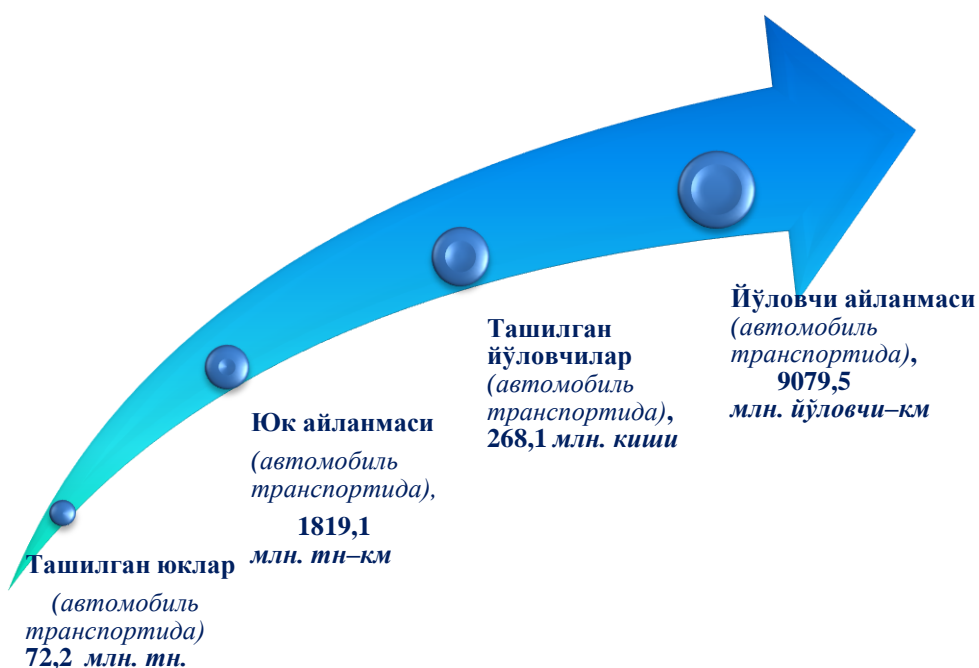 Ташилган юклар
(автомобиль
транспортида)
72,2 млн. тн.
Юк айланмаси
(автомобиль
транспортида),
1819,1
млн. тн–км
Ташилган
йўловчилар
(автомобиль
транспортида),
268,1 млн. киши
Йўловчи айланмаси
(автомобиль
транспортида),
9079,5
млн. йўловчи–км